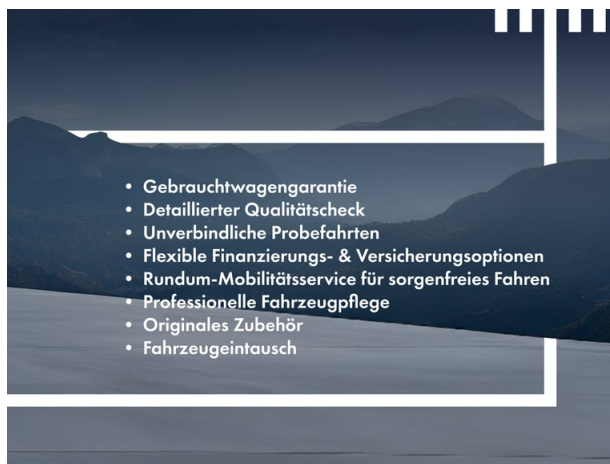 • Gebrauchtwagengarantie
• Detaillierter Qualitätscheck
• Unverbindliche Probefahrten
• Flexible Finanzierungs- & Versicherungsoptionen
• Rundum-Mobilitätsservice für sorgenfreies Fahren
• Professionelle Fahrzeugpflege
• Originales Zubehör
• Fahrzeugeintausch